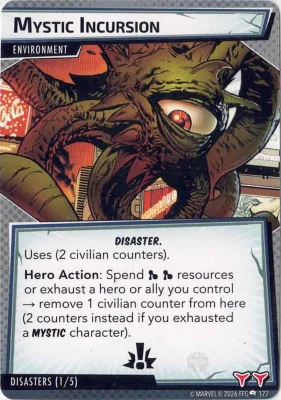 MYSTIC INCURSION
ENVIRONMENT
DISASTER.
Uses (2 civilian counters).
Hero Action: Spend resources
or exhaust a hero or ally you control
→ remove 1 civilian counter from here
(2 counters instead if you exhausted
a MYSTIC character).
DISASTERS (1/5)
© MARVEL © 2026 FFG 177